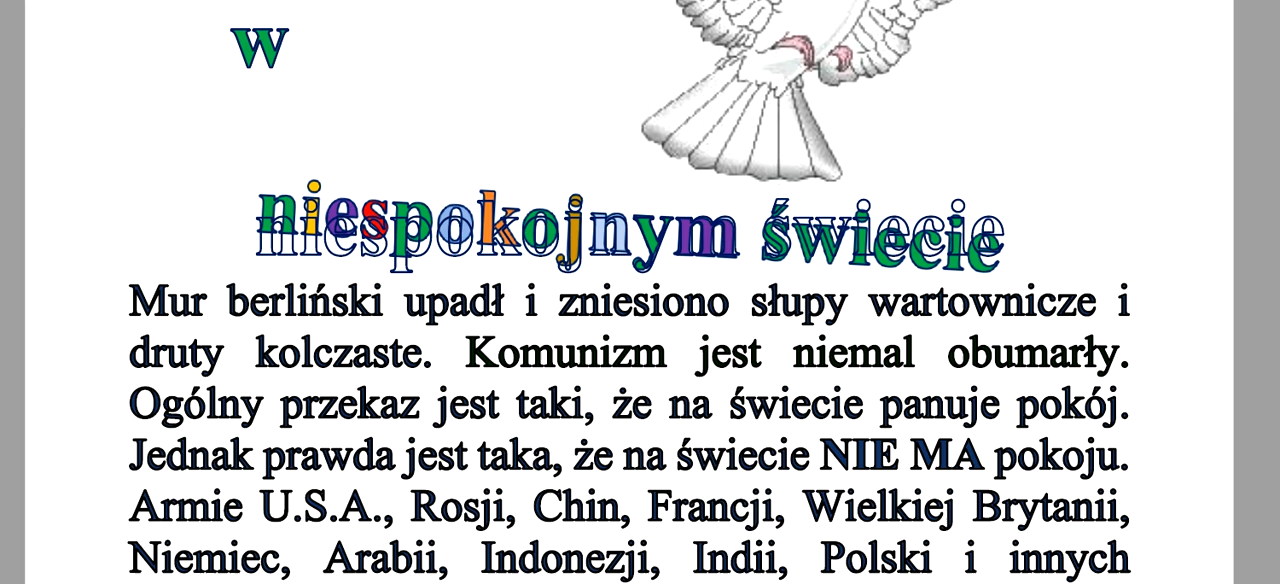 w
niespokojnym świecie
Mur berliński upadł i zniesiono słupy wartownicze i
druty kolczaste. Komunizm jest niemal obumarły.
Ogólny przekaz jest taki, że na świecie panuje pokój.
Jednak prawda jest taka, że na świecie NIE MA pokoju.
Armie U.S.A., Rosji, Chin, Francji, Wielkiej Brytanii,
Niemiec, Arabii, Indonezji, Indii, Polski i innych